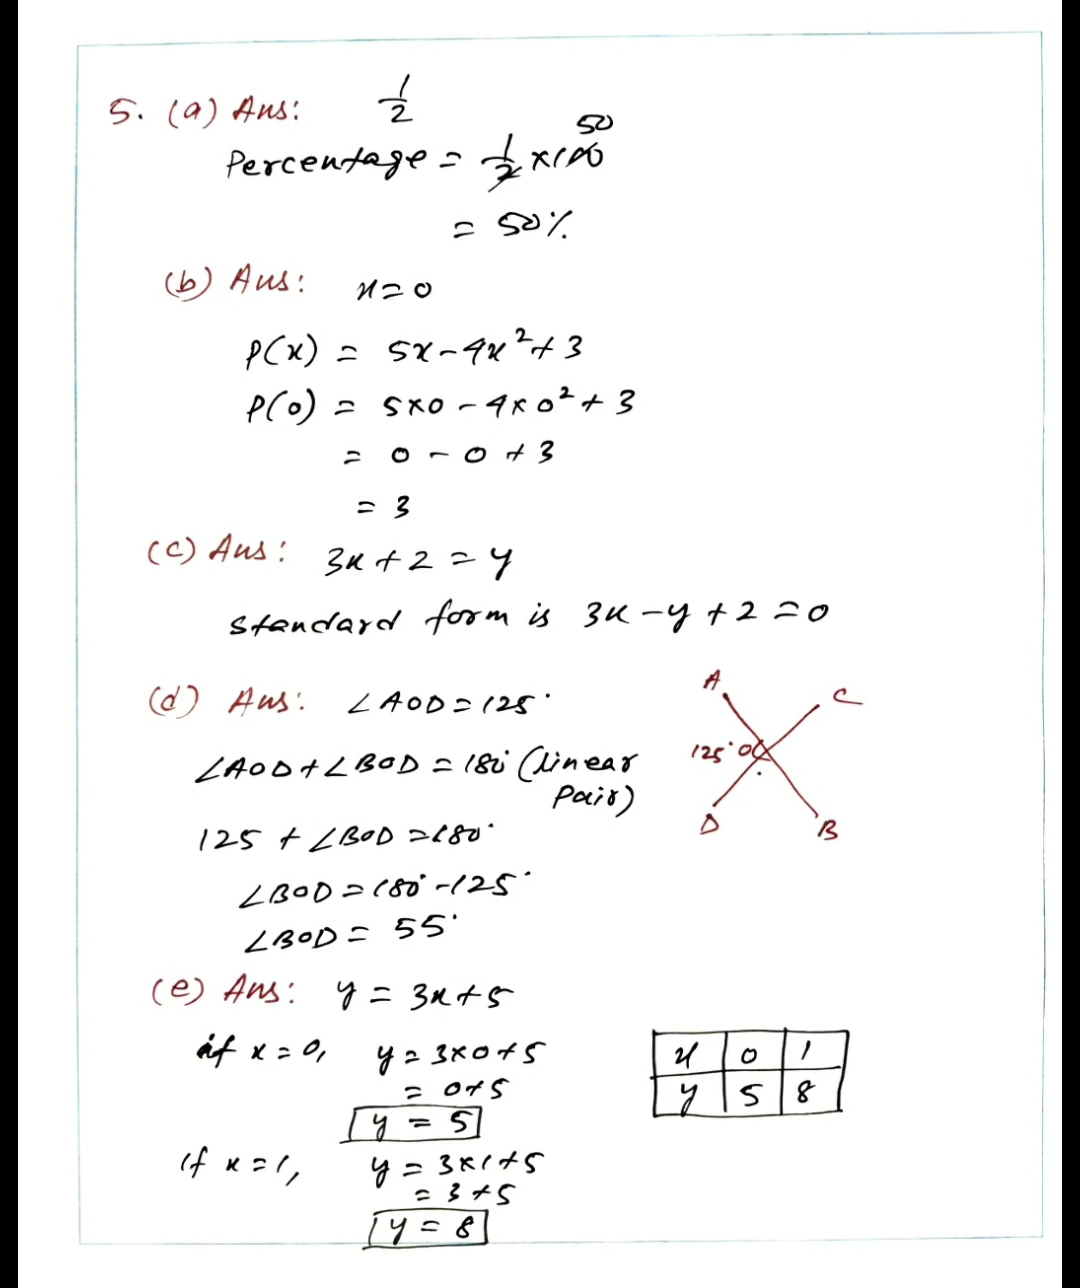 5. (a) Ans: 1/2
50
Percentage = 1/2 × 100
= 50%
(b) Ans: x = 0
P(x) = 5x - 4x² + 3
P(0) = 5×0 - 4×0² + 3
= 0 - 0 + 3
= 3
(c) Ans: 3x + 2 = y
standard form is 3x - y + 2 = 0
(d) Ans: ∠AOD = 125°
∠AOD + ∠BOD = 180° (linear
Pair)
125 + ∠BOD = 180°
∠BOD = 180° - 125°
∠BOD = 55°
A
C
125° O
D
B
(e) Ans: y = 3x + 5
if x = 0, y = 3×0+5
= 0+5
y = 5
x 0 1
y 5 8
if x = 1, y = 3×1+5
= 3+5
y = 8